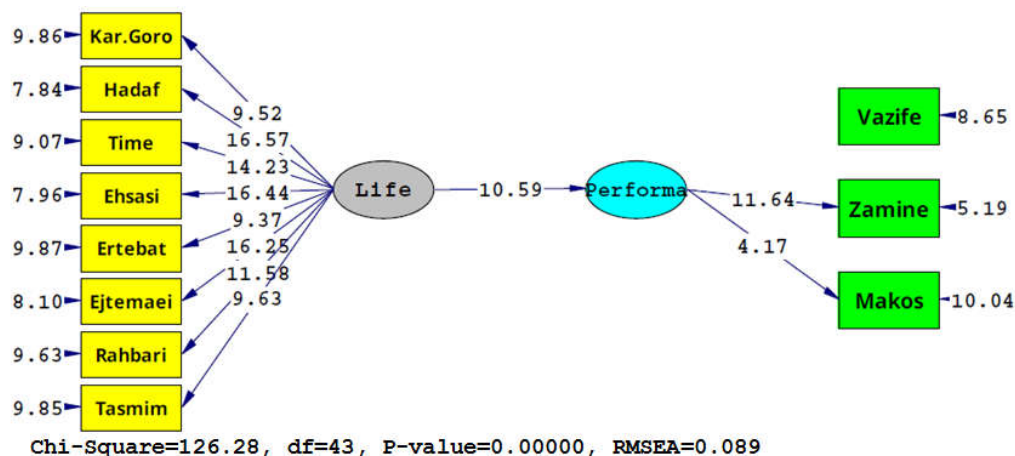 9.86 Kar.Goro
7.84 Hadaf
9.07 Time
7.96 Ehsasi
9.87 Ertebat
8.10 Ejtemaei
9.63 Rahbari
9.85 Tasmim
9.52
16.57
14.23
16.44
9.37
16.25
11.58
9.63
Life
10.59
Performa
11.64
4.17
Vazife 8.65
Zamine 5.19
Makos 10.04
Chi-Square=126.28, df=43, P-value=0.00000, RMSEA=0.089